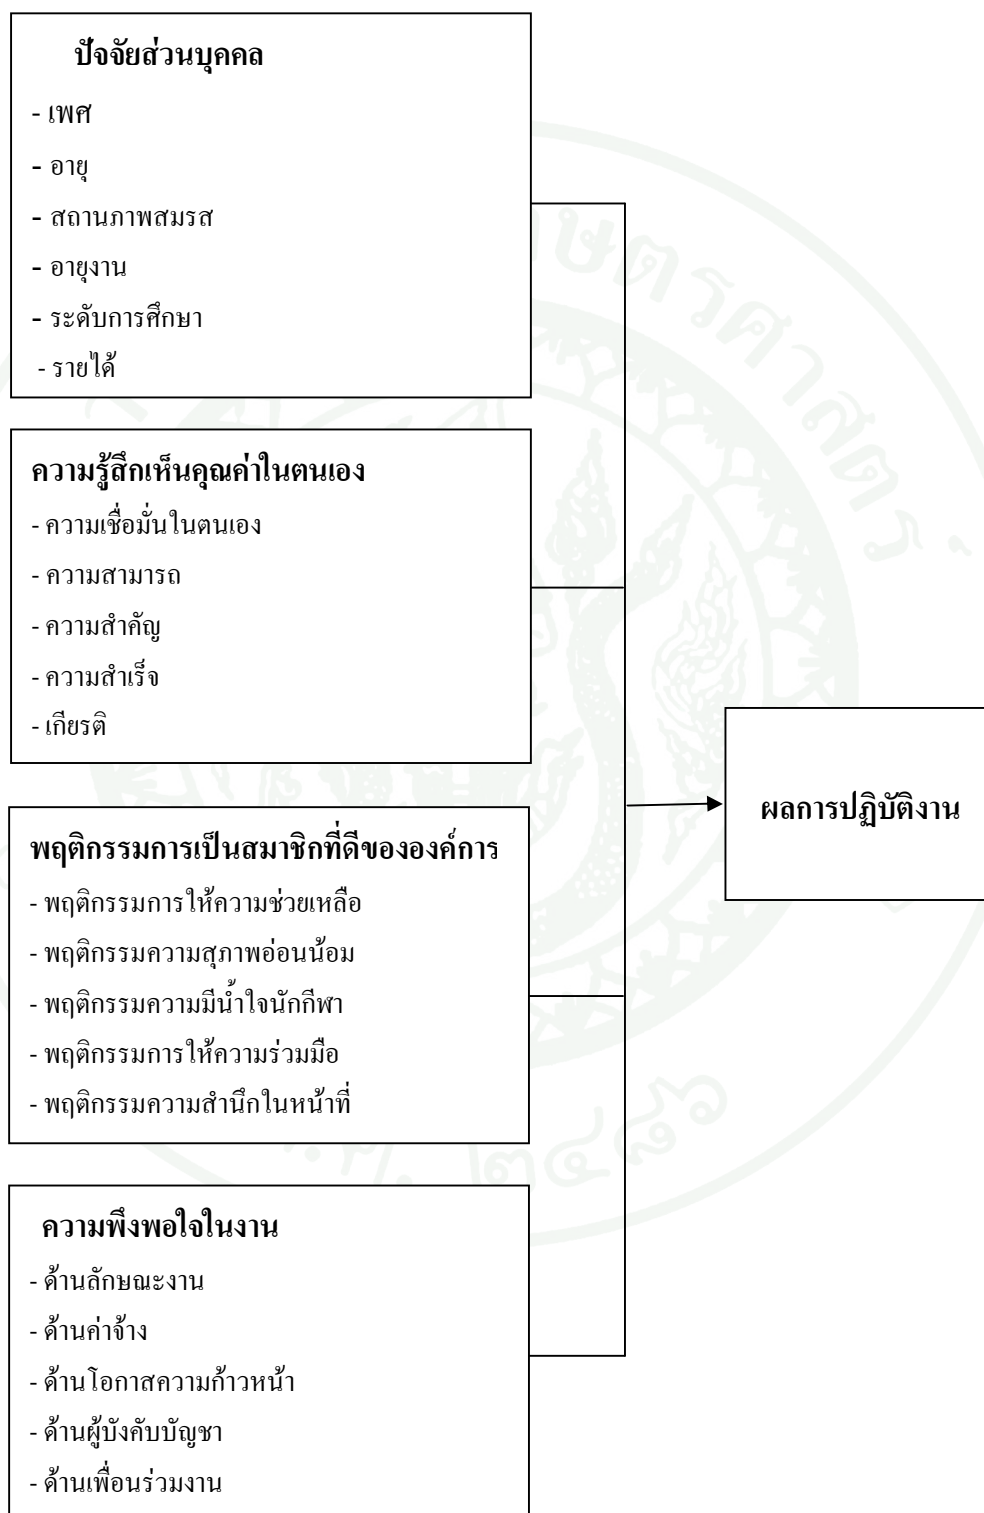 ปัจจัยส่วนบุคคล
- เพศ
- อายุ
- สถานภาพสมรส
- อายุงาน
- ระดับการศึกษา
- รายได้
ความรู้สึกเห็นคุณค่าในตนเอง
- ความเชื่อมั่นในตนเอง
- ความสามารถ
- ความสำคัญ
- ความสำเร็จ
- เกียรติ
พฤติกรรมการเป็นสมาชิกที่ดีขององค์การ
- พฤติกรรมการให้ความช่วยเหลือ
- พฤติกรรมความสุภาพอ่อนน้อม
- พฤติกรรมความมีน้ำใจนักกีฬา
- พฤติกรรมการให้ความร่วมมือ
- พฤติกรรมความสำนึกในหน้าที่
ความพึงพอใจในงาน
- ด้านลักษณะงาน
- ด้านค่าจ้าง
- ด้านโอกาสความก้าวหน้า
- ด้านผู้บังคับบัญชา
- ด้านเพื่อนร่วมงาน
ผลการปฏิบัติงาน